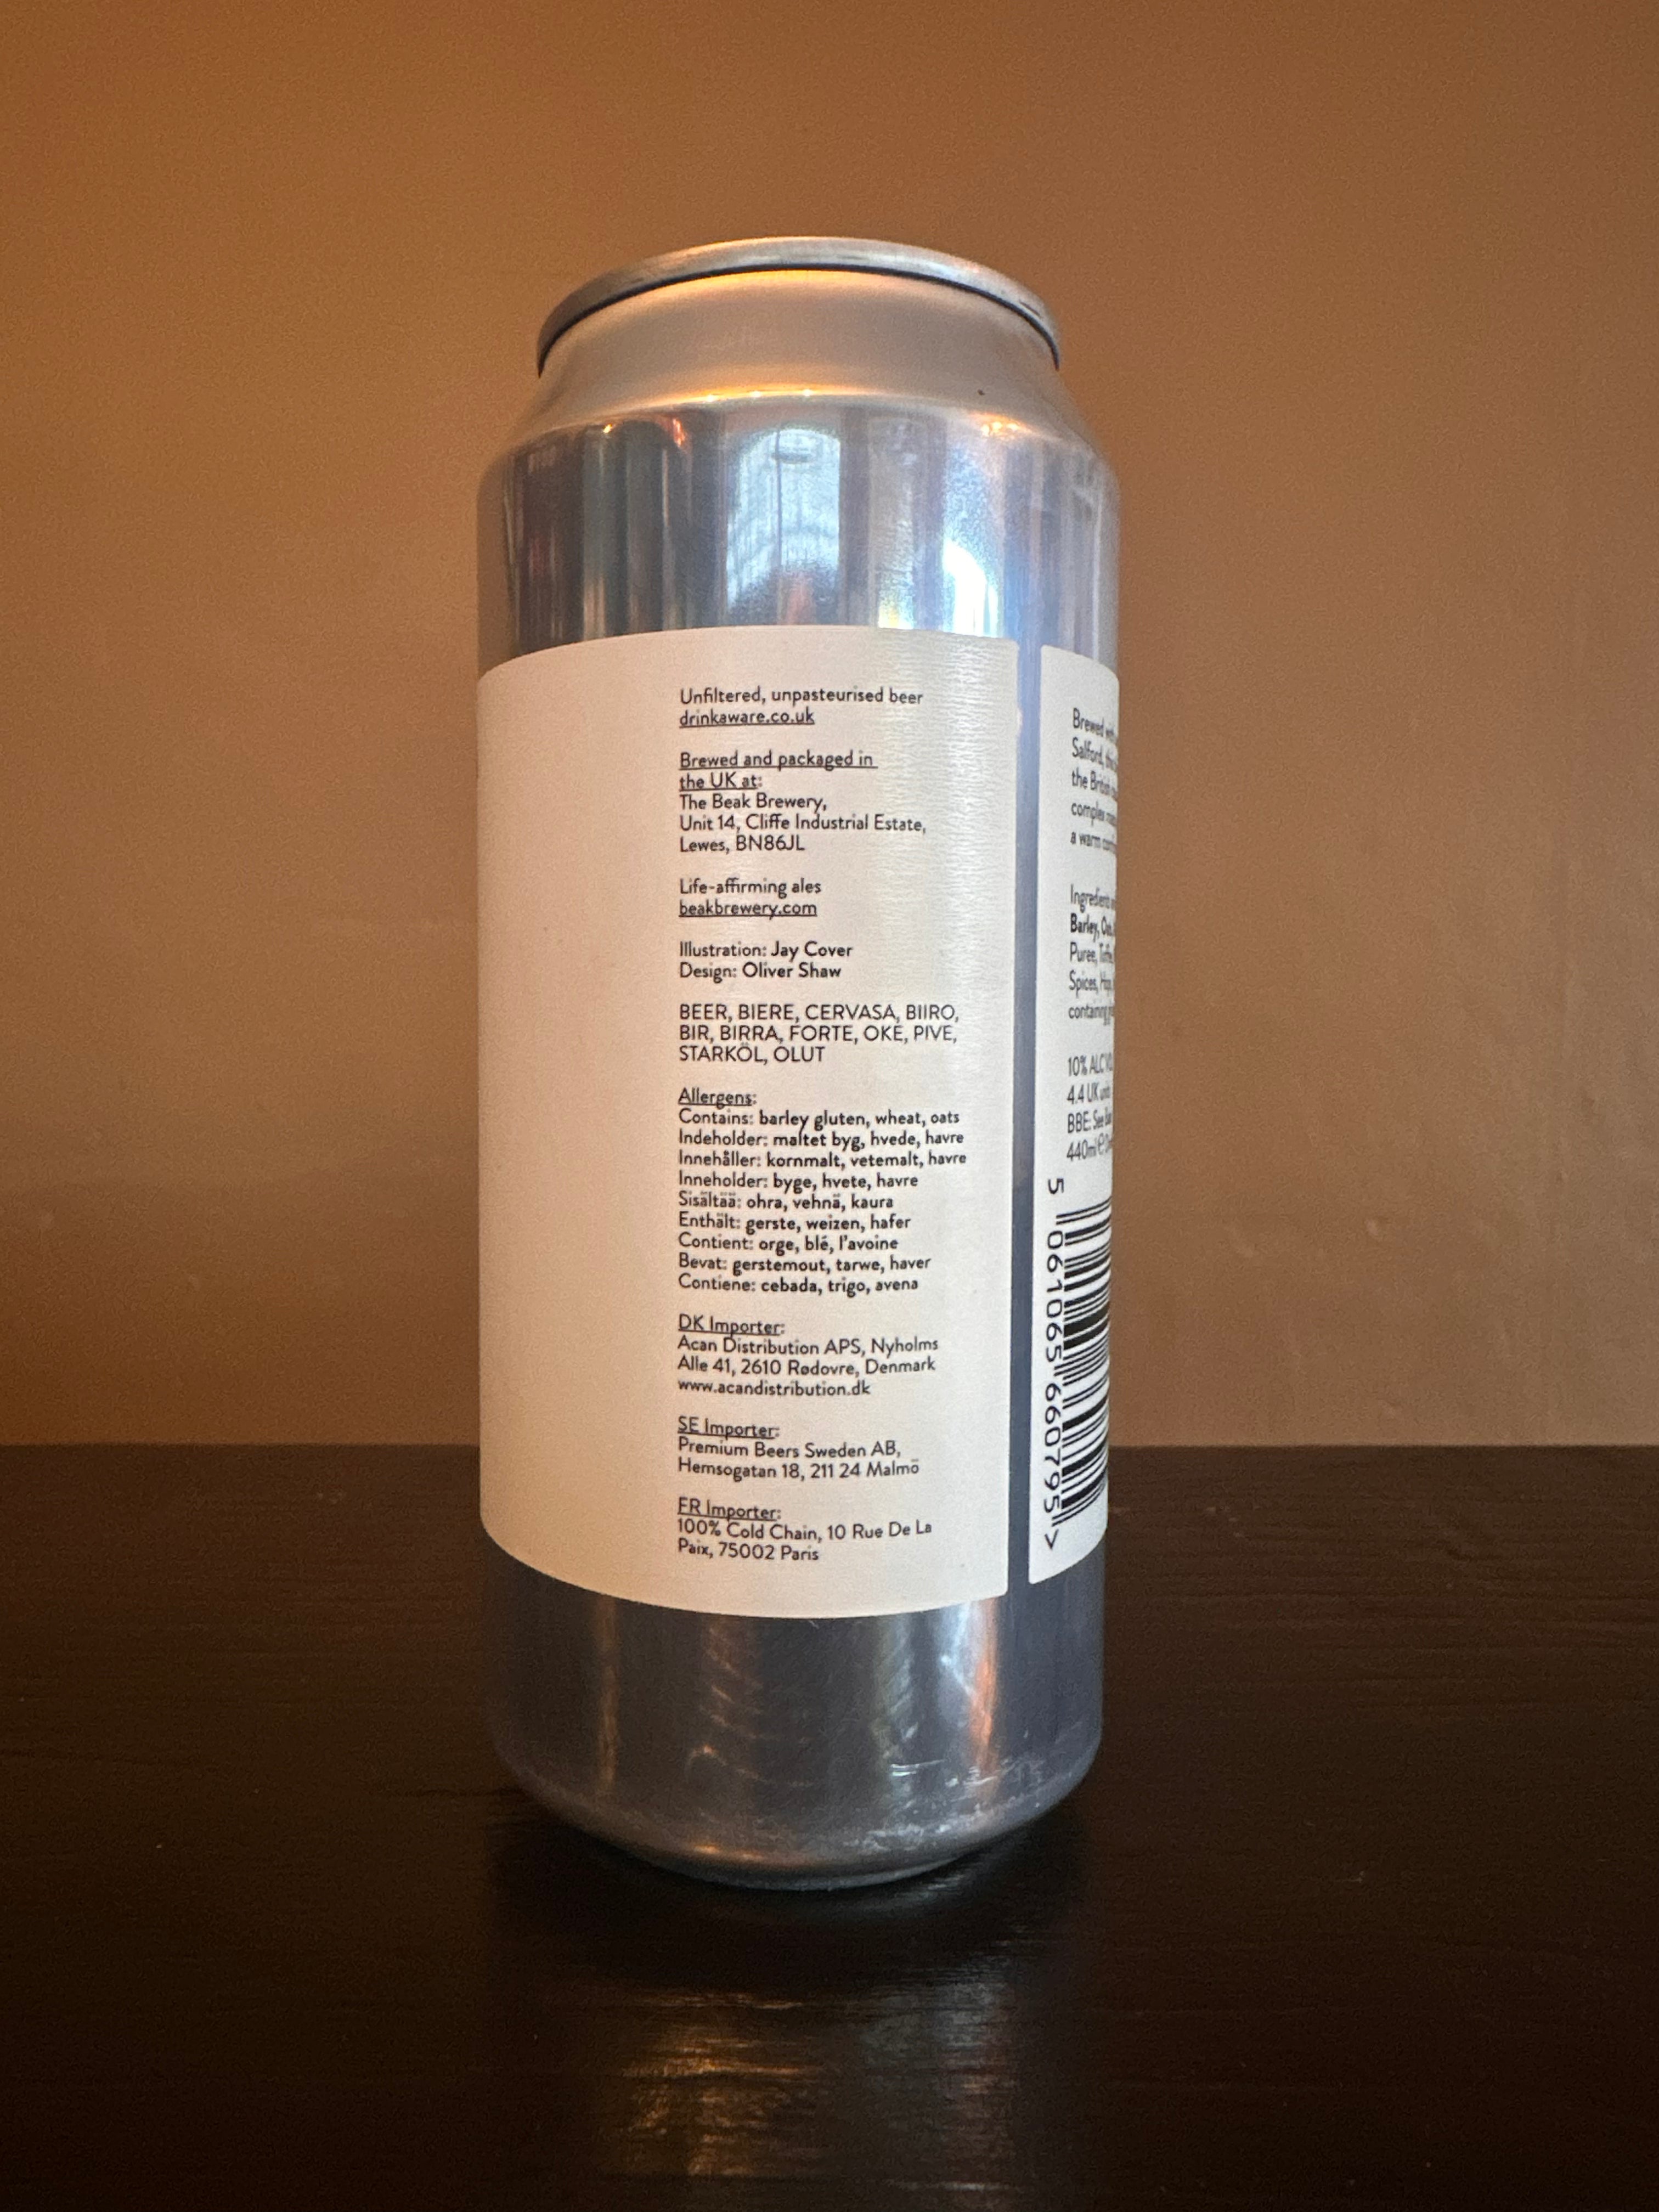 Unfiltered, unpasteurised beer
drinkaware.co.uk
Brewed and packaged in
the UK at:
The Beak Brewery,
Unit 14, Cliffe Industrial Estate,
Lewes, BN86JL
Life-affirming ales
beakbrewery.com
Illustration: Jay Cover
Design: Oliver Shaw
BEER, BIERE, CERVASA, BIIRO,
BIR, BIRRA, FORTE, OKE, PIVE,
STARKÖL, OLUT
Allergens:
Contains: barley gluten, wheat, oats
Indeholder: maltet byg, hvede, havre
Innehåller: kornmalt, vetemalt, havre
Inneholder: byge, hvete, havre
Sisältää: ohra, vehnä, kaura
Enthält: gerste, weizen, hafer
Contient: orge, blé, l'avoine
Bevat: gerstemout, tarwe, haver
Contiene: cebada, trigo, avena
DK Importer:
Acan Distribution APS, Nyholms
Alle 41, 2610 Rødovre, Denmark
www.acandistribution.dk
SE Importer:
Premium Beers Sweden AB,
Hemsogatan 18, 211 24 Malmö
FR Importer:
100% Cold Chain, 10 Rue De La
Paix, 75002 Paris
Brewed
Salford,
the British
complex
a warm
Ingredients
Barley,
Puree,
Spices,
containing
10% ALC
4.4 UK units
BBE: See
440ml e
5 061065 660795 >